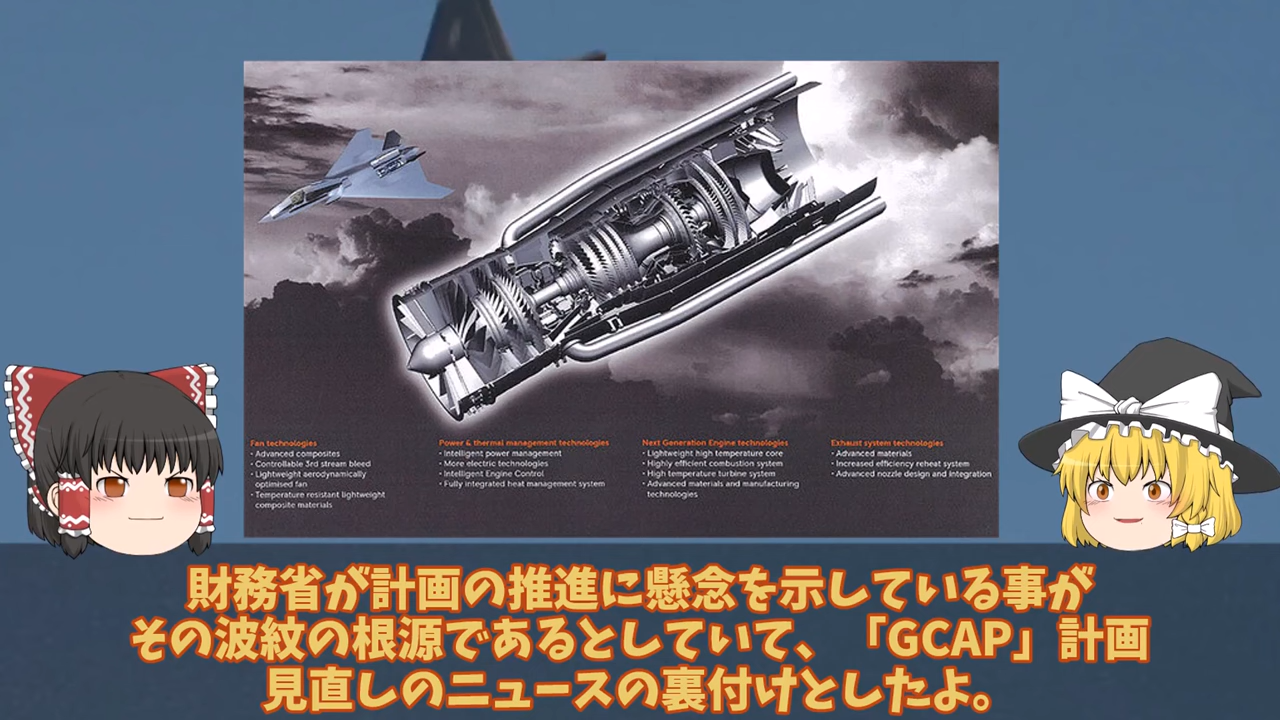 Fan technologies
· Advanced composites
· Controllable 3rd stream bleed
· Lightweight aerodynamically
optimised fan
· Temperature resistant lightweight
composite materials
Power & thermal management technologies
· Intelligent power management
· More electric technologies
· Intelligent Engine Control
· Fully integrated heat management system
Next Generation Engine technologies
· Lightweight high temperature core
· Highly efficient combustion system
· High temperature turbine system
· Advanced materials and manufacturing
technologies
Exhaust system technologies
· Advanced materials
· Increased efficiency reheat system
· Advanced nozzle design and integration
財務省が計画の推進に懸念を示している事が
その波紋の根源であるとしていて、「GCAP」計画
見直しのニュースの裏付けとしたよ。